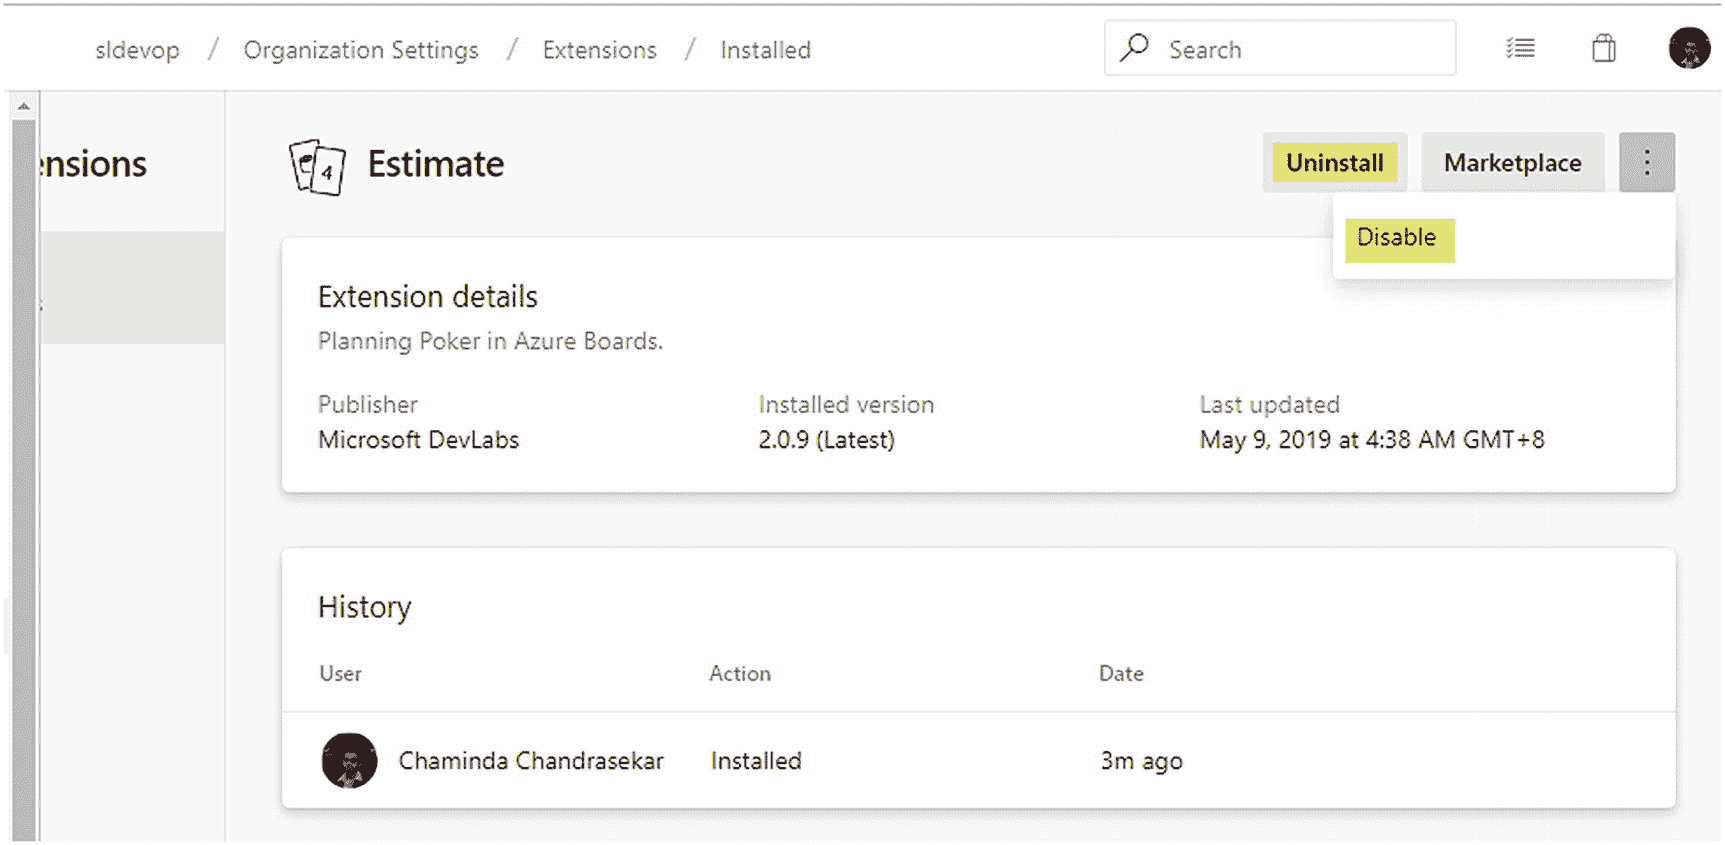 sldevop / Organization Settings / Extensions / Installed
Search
ensions
4
Estimate
Uninstall
Marketplace
Disable
Extension details
Planning Poker in Azure Boards.
Publisher Installed version Last updated
Microsoft DevLabs 2.0.9 (Latest) May 9, 2019 at 4:38 AM GMT+8
History
User Action Date
Chaminda Chandrasekar Installed 3m ago